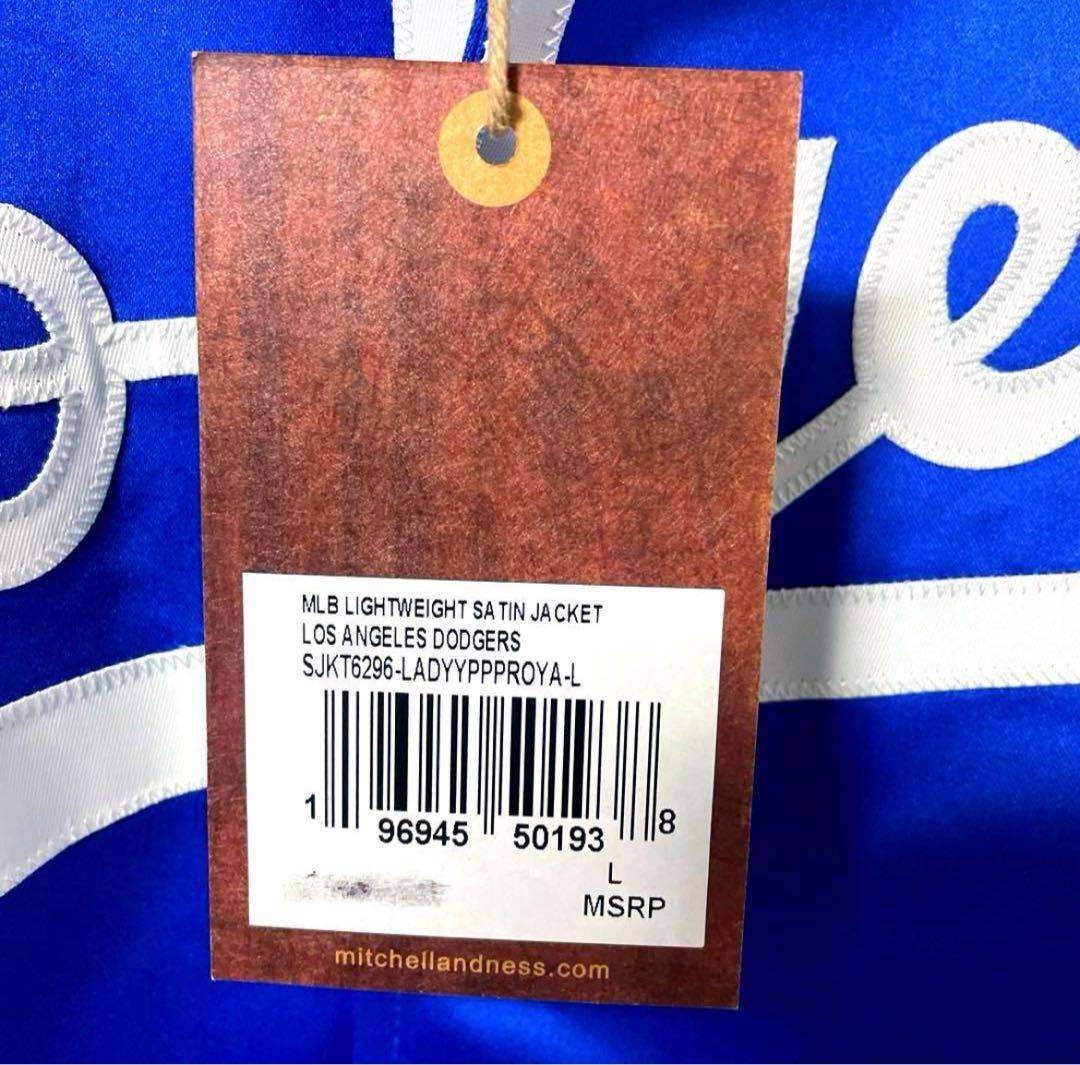 MLB LIGHTWEIGHT SATIN JACKET
LOS ANGELES DODGERS
SJKT6296-LADYYPPPROYA-L
1 96945 50193 8
L
MSRP
mitchellandness.com